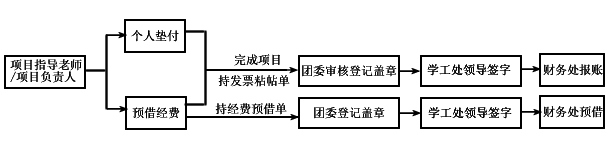 项目指导老师
/项目负责人
个人垫付
预借经费
完成项目
持发票粘帖单
持经费预借单
团委审核登记盖章
学工处领导签字
财务处报账
团委登记盖章
学工处领导签字
财务处预借